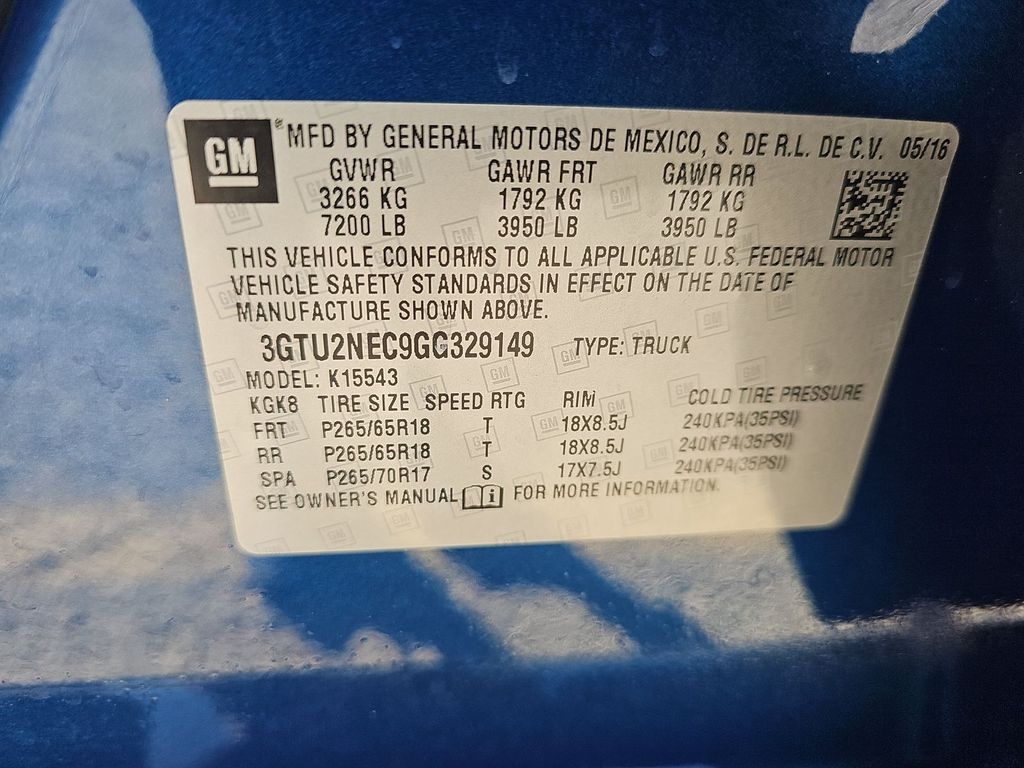 GM ® MFD BY GENERAL MOTORS DE MEXICO, S. DE R.L. DE C.V. 05/16
GVWR GAWR FRT GAWR RR
3266 KG 1792 KG 1792 KG
7200 LB 3950 LB 3950 LB
THIS VEHICLE CONFORMS TO ALL APPLICABLE U.S. FEDERAL MOTOR
VEHICLE SAFETY STANDARDS IN EFFECT ON THE DATE OF
MANUFACTURE SHOWN ABOVE.
3GTU2NEC9GG329149 TYPE: TRUCK
MODEL: K15543
KGK8 TIRE SIZE SPEED RTG RIM COLD TIRE PRESSURE
FRT P265/65R18 T 18X8.5J 240KPA(35PSI)
RR P265/65R18 T 18X8.5J 240KPA(35PSI)
SPA P265/70R17 S 17X7.5J 240KPA(35PSI)
SEE OWNER'S MANUAL i FOR MORE INFORMATION.